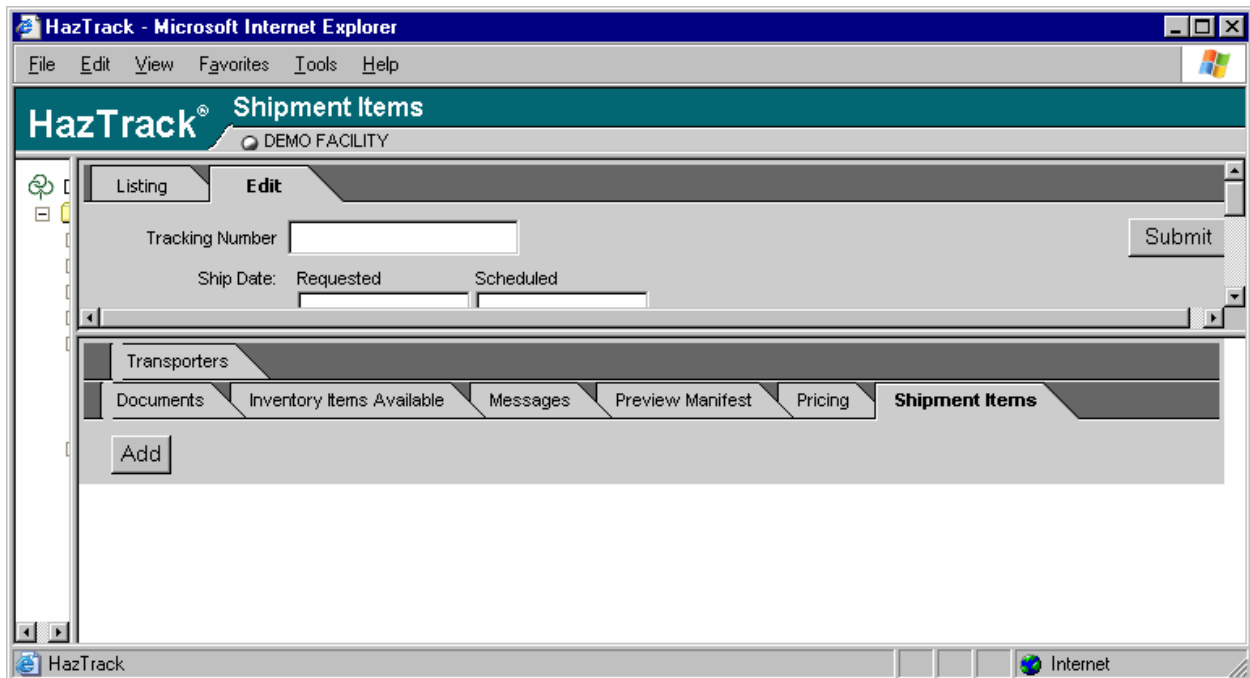 HazTrack - Microsoft Internet Explorer
File Edit View Favorites Tools Help
HazTrack® Shipment Items
DEMO FACILITY
Listing Edit
Tracking Number Submit
Ship Date: Requested Scheduled
Transporters
Documents Inventory Items Available Messages Preview Manifest Pricing Shipment Items
Add
HazTrack Internet